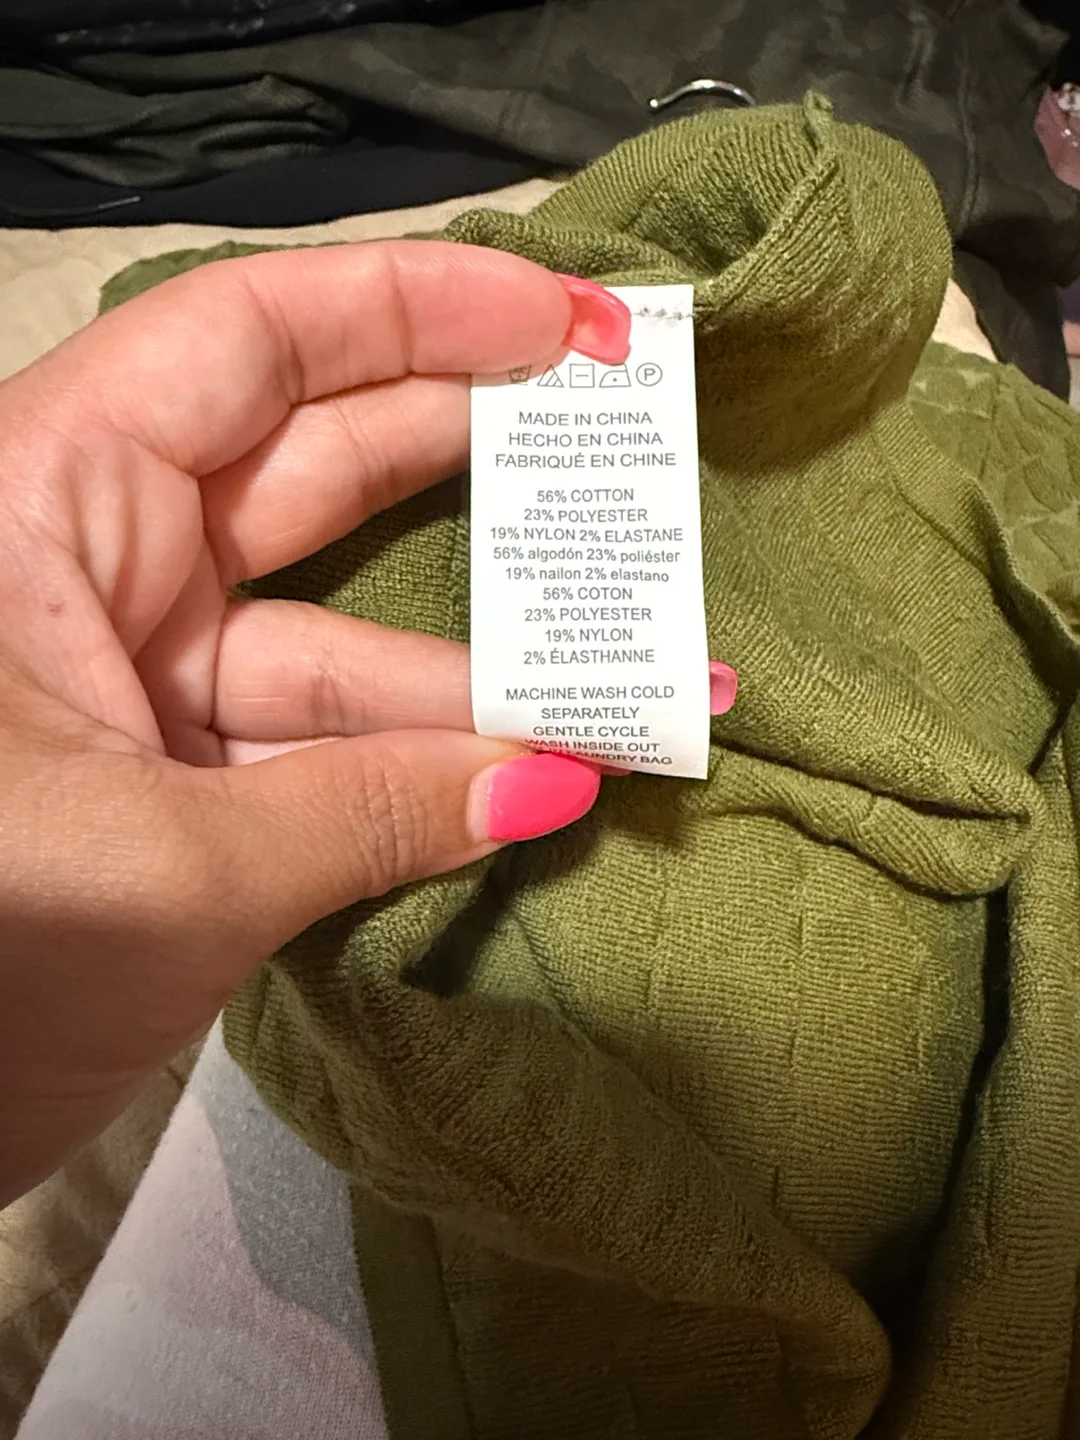 MADE IN CHINA
HECHO EN CHINA
FABRIQUÉ EN CHINE
56% COTTON
23% POLYESTER
19% NYLON 2% ELASTANE
56% algodón 23% poliéster
19% nailon 2% elastano
56% COTON
23% POLYESTER
19% NYLON
2% ÉLASTHANNE
MACHINE WASH COLD
SEPARATELY
GENTLE CYCLE
WASH INSIDE OUT
LAUNDRY BAG